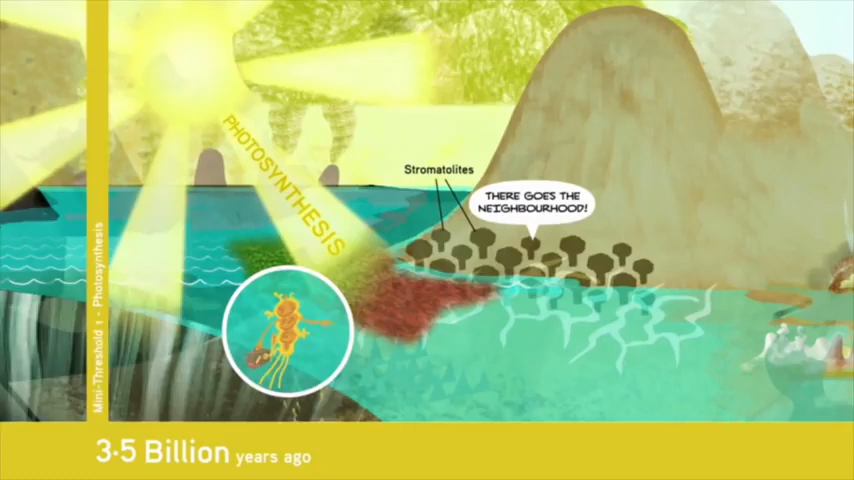 PHOTOSYNTHESIS
Stromatolites
THERE GOES THE
NEIGHBOURHOOD!
Mini-Threshold 1 - Photosynthesis
3.5 Billion years ago